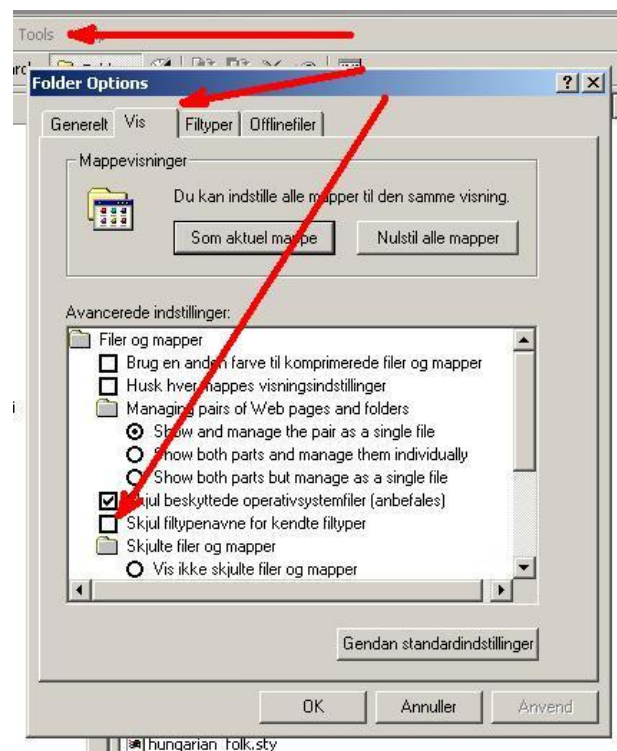 Tools
Folder Options
Generelt Vis Filtyper Offlinefiler
Mappevisninger
Du kan indstille alle mapper til den samme visning.
Som aktuel mappe Nulstil alle mapper
Avancerede indstillinger:
Filer og mapper
Brug en anden farve til komprimerede filer og mapper
Husk hver mappes visningsindstillinger
Managing pairs of Web pages and folders
Show and manage the pair as a single file
Show both parts and manage them individually
Show both parts but manage as a single file
Skjul beskyttede operativsystemfiler (anbefales)
Skjul filtypenavne for kendte filtyper
Skjulte filer og mapper
Vis ikke skjulte filer og mapper
Gendan standardindstillinger
OK Annuller Anvend
hungarian_folk.sty